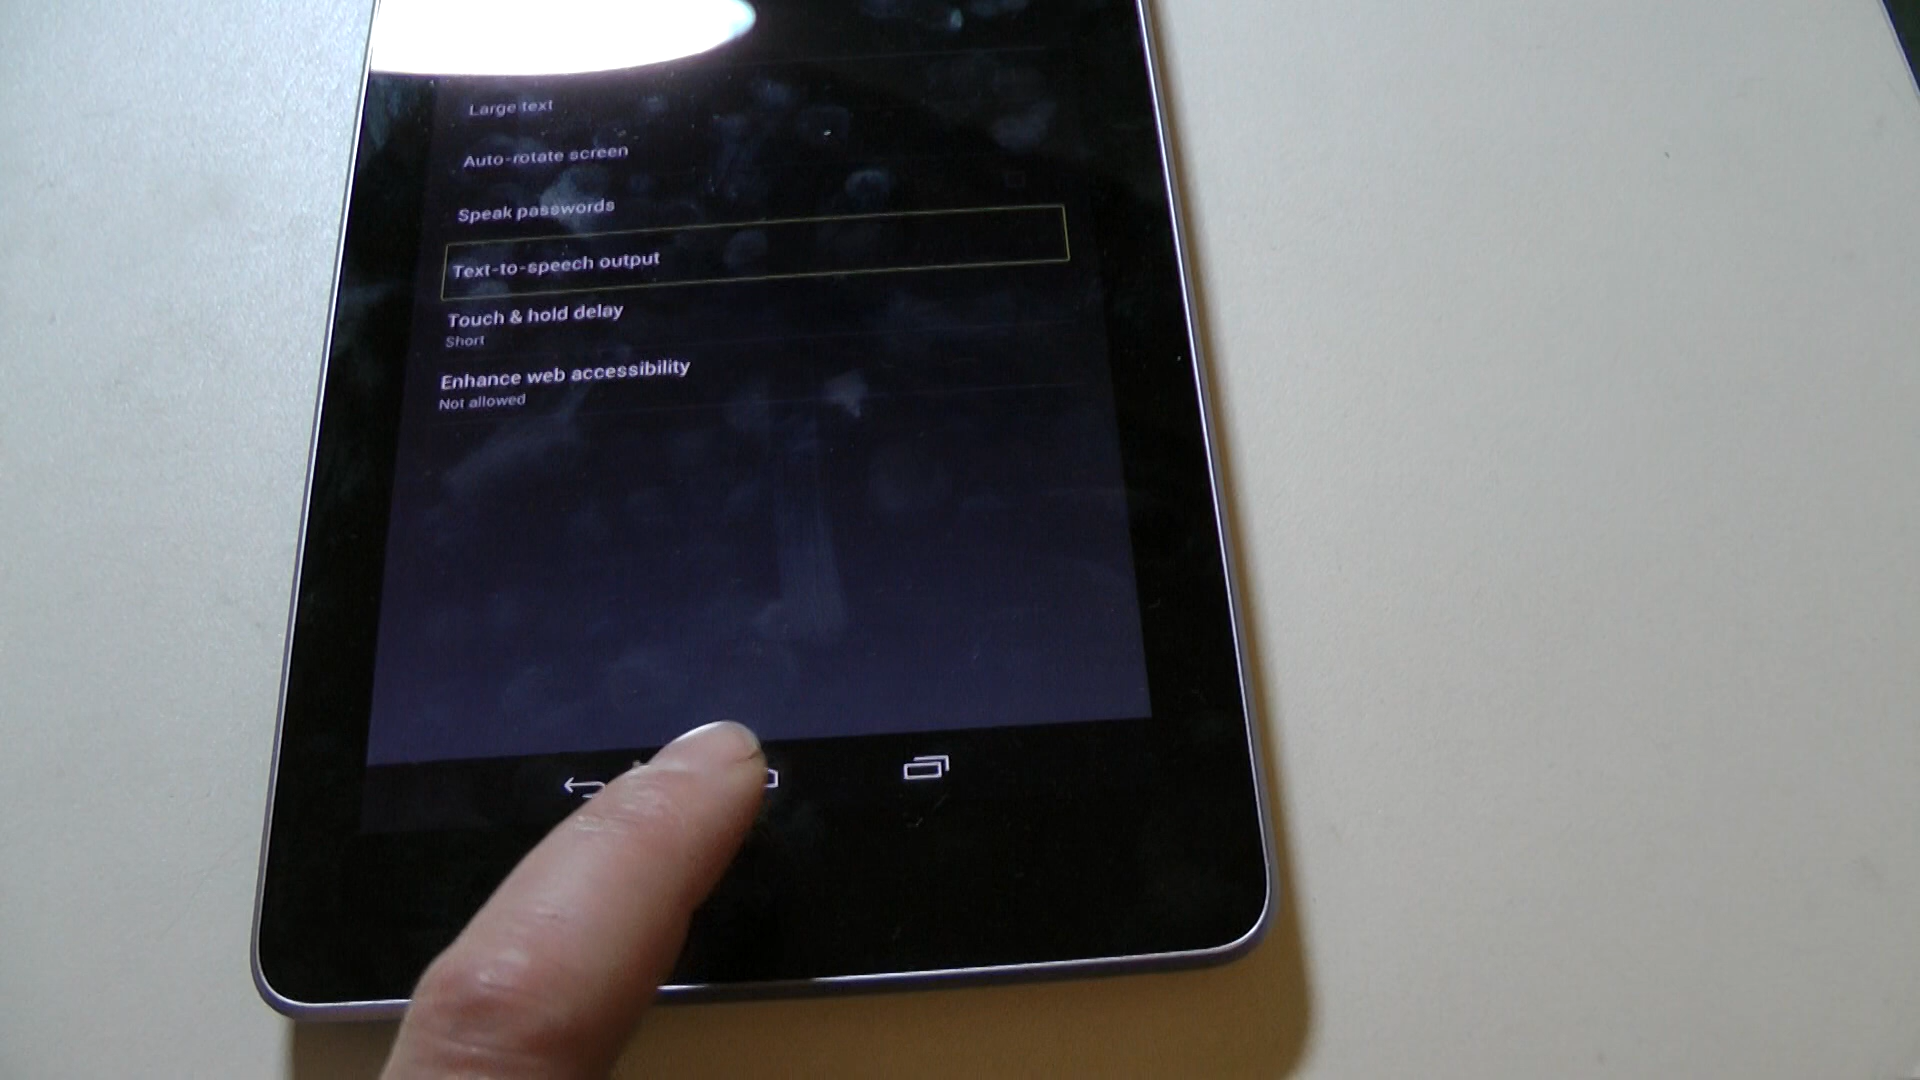 Large text
Auto-rotate screen
Speak passwords
Text-to-speech output
Touch & hold delay
Short
Enhance web accessibility
Not allowed